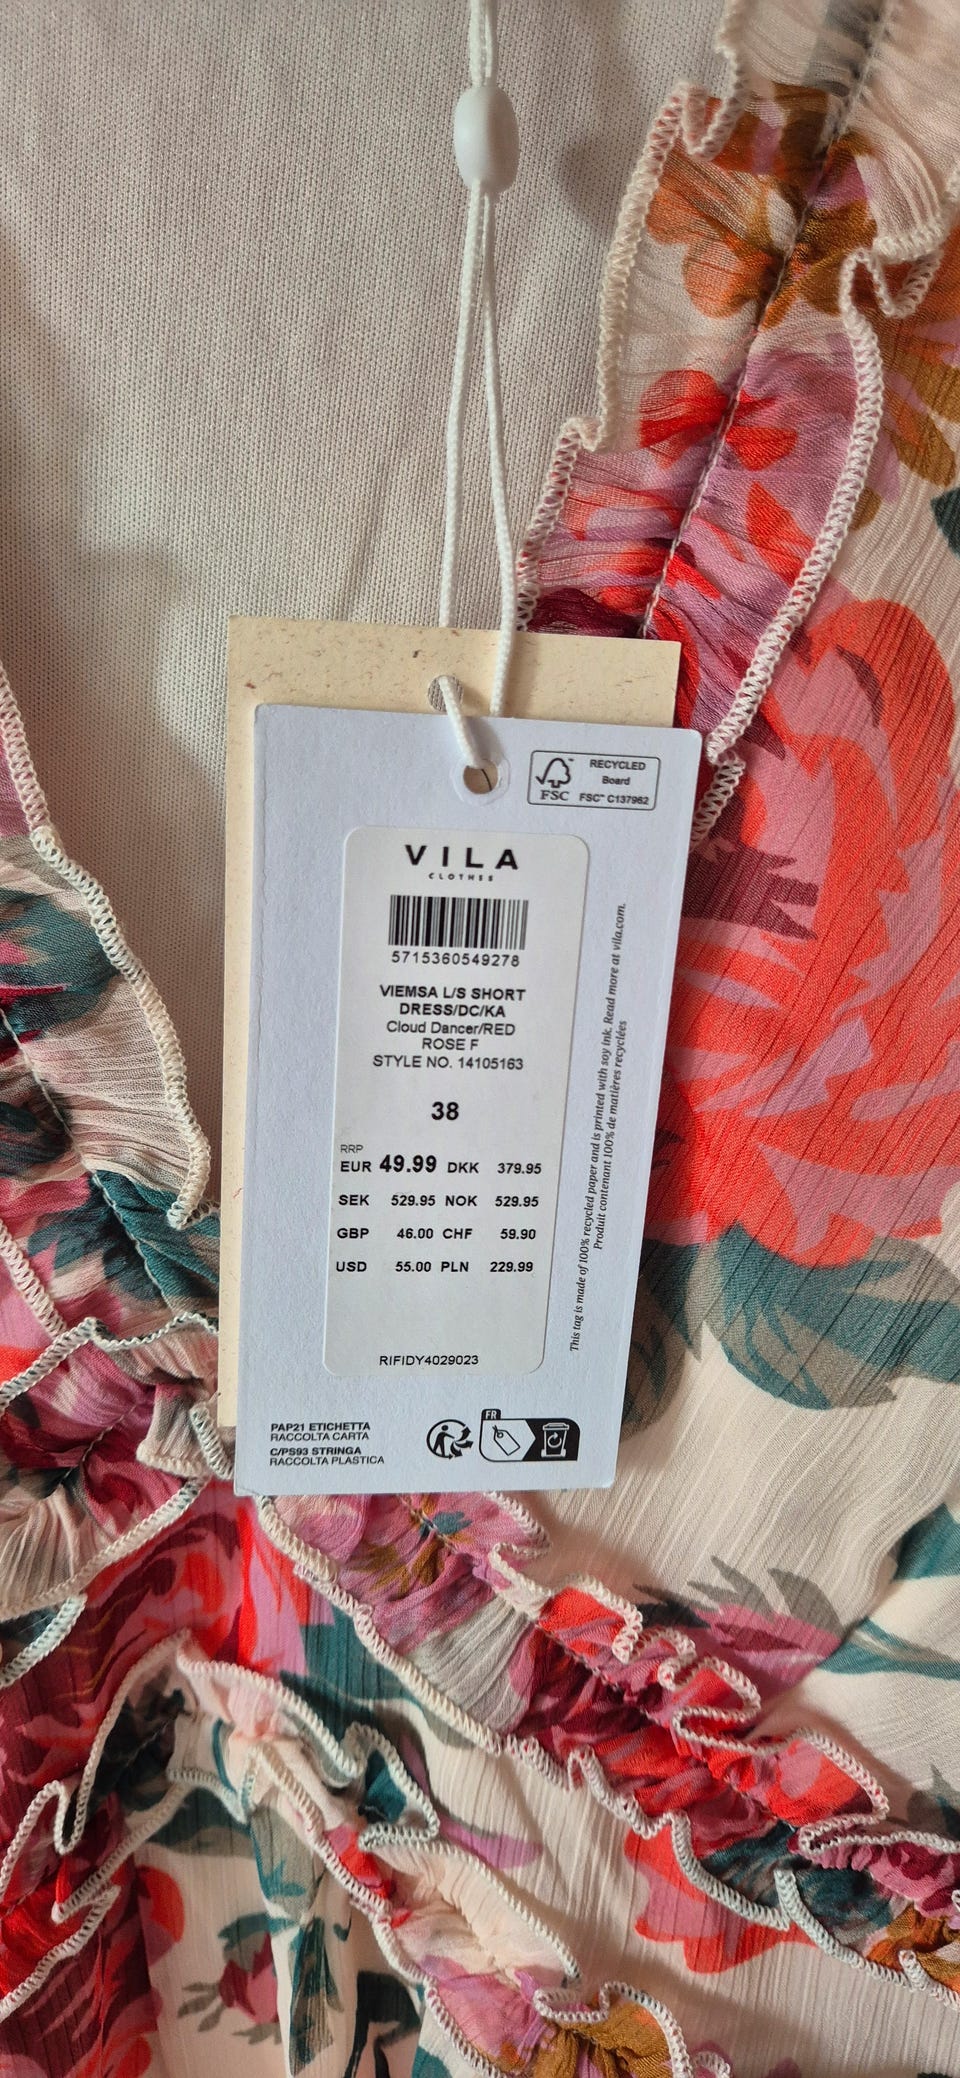 FSC™
RECYCLED
Board
FSC™ C137962
VILA
CLOTHES
5715360549278
VIEMSA L/S SHORT
DRESS/DC/KA
Cloud Dancer/RED
ROSE F
STYLE NO. 14105163
38
RRP
EUR 49.99 DKK 379.95
SEK 529.95 NOK 529.95
GBP 46.00 CHF 59.90
USD 55.00 PLN 229.99
RIFIDY4029023
This tag is made of 100% recycled paper and is printed with soy ink. Read more at vila.com.
Produit contenant 100% de matières recyclées
PAP21 ETICHETTA
RACCOLTA CARTA
C/PS93 STRINGA
RACCOLTA PLASTICA
FR